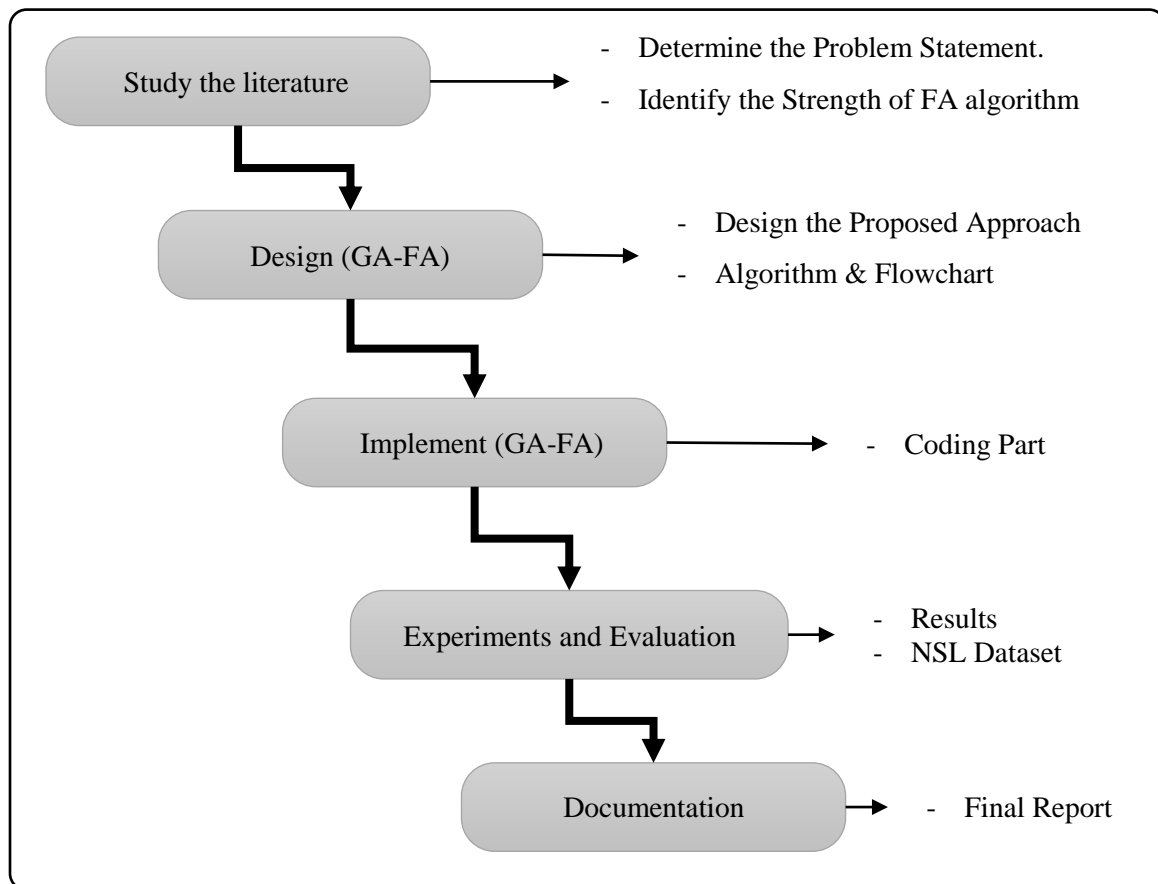 Study the literature
- Determine the Problem Statement.
- Identify the Strength of FA algorithm
Design (GA-FA)
- Design the Proposed Approach
- Algorithm & Flowchart
Implement (GA-FA)
- Coding Part
Experiments and Evaluation
- Results
- NSL Dataset
Documentation
- Final Report